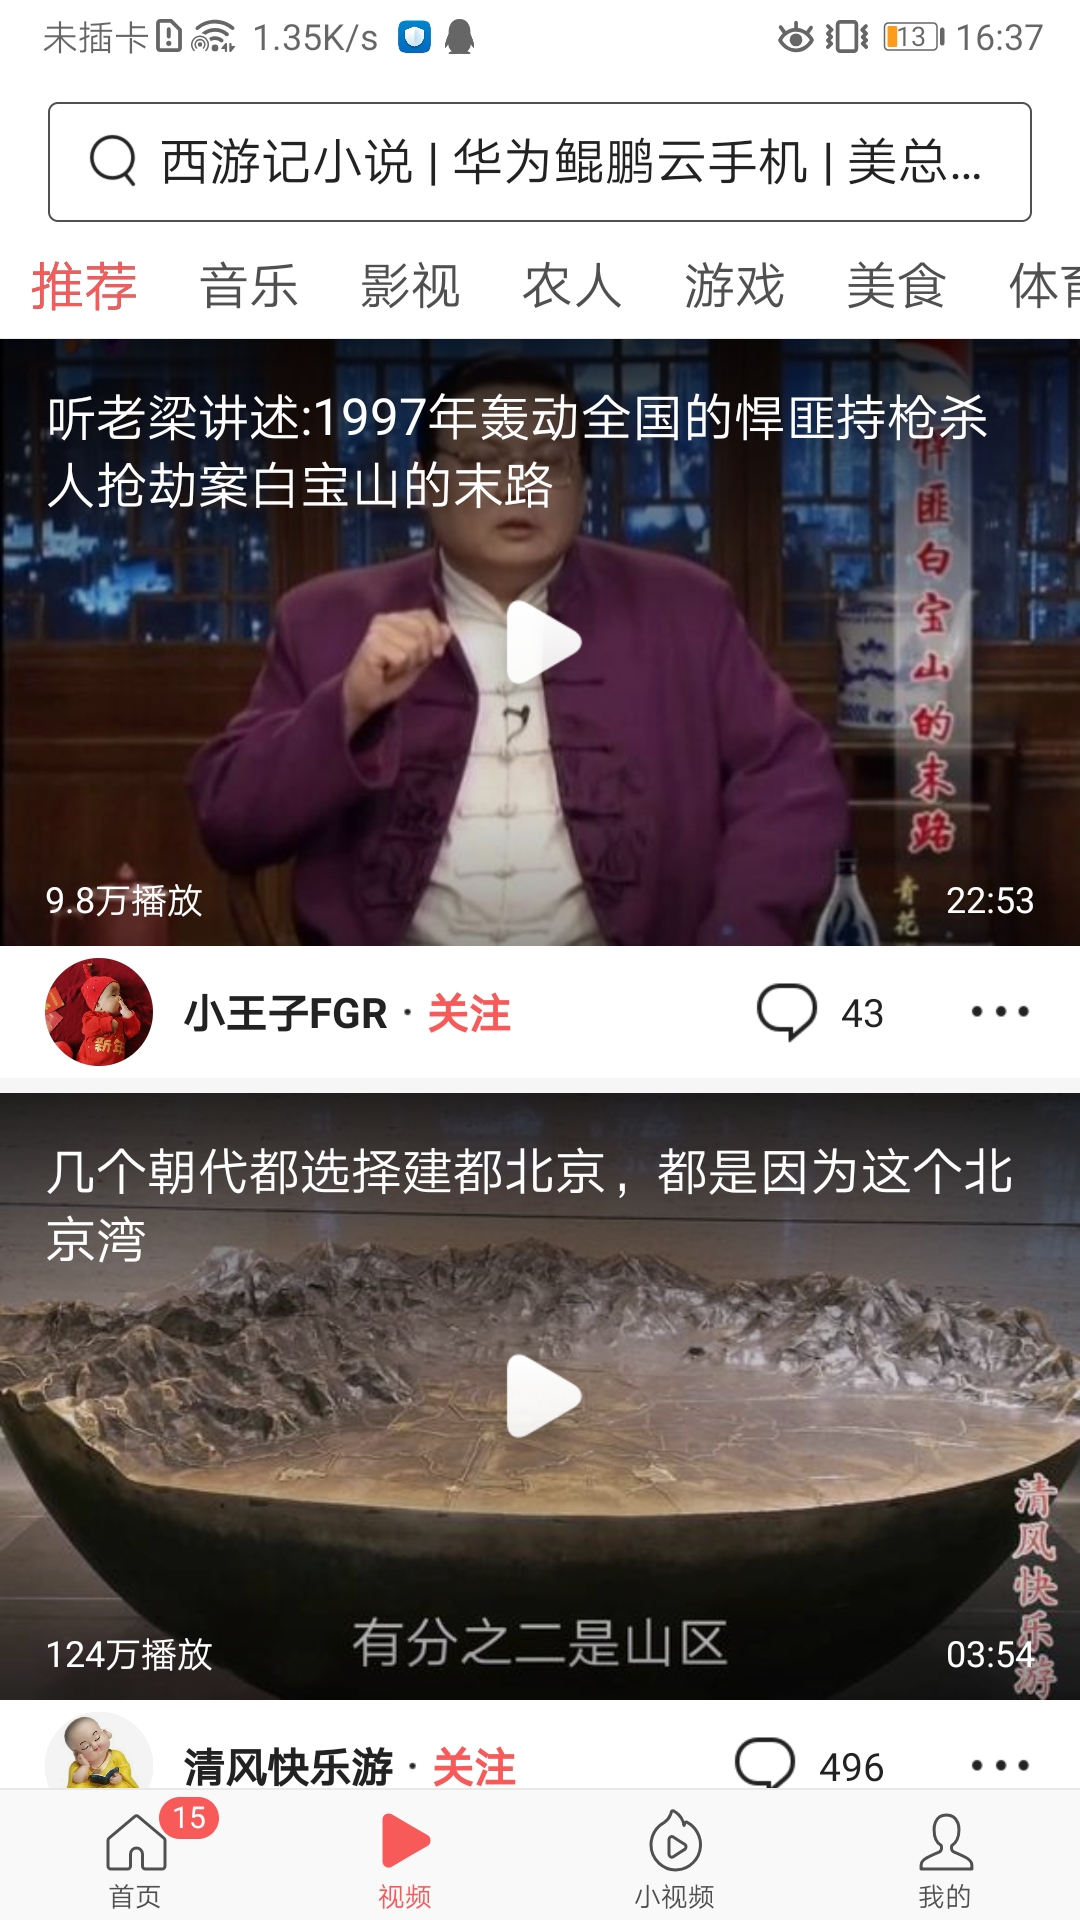 未插卡 1.35K/s 13 16:37
西游记小说 | 华为鲲鹏云手机 | 美总...
推荐 音乐 影视 农人 游戏 美食 体育
听老梁讲述:1997年轰动全国的悍匪持枪杀
人抢劫案白宝山的末路
悍匪白宝山的末路
青花
9.8万播放 22:53
新年
小王子FGR · 关注 43
几个朝代都选择建都北京，都是因为这个北
京湾
清风快乐游
有分之二是山区
124万播放 03:54
清风快乐游 · 关注 496
15
首页 视频 小视频 我的